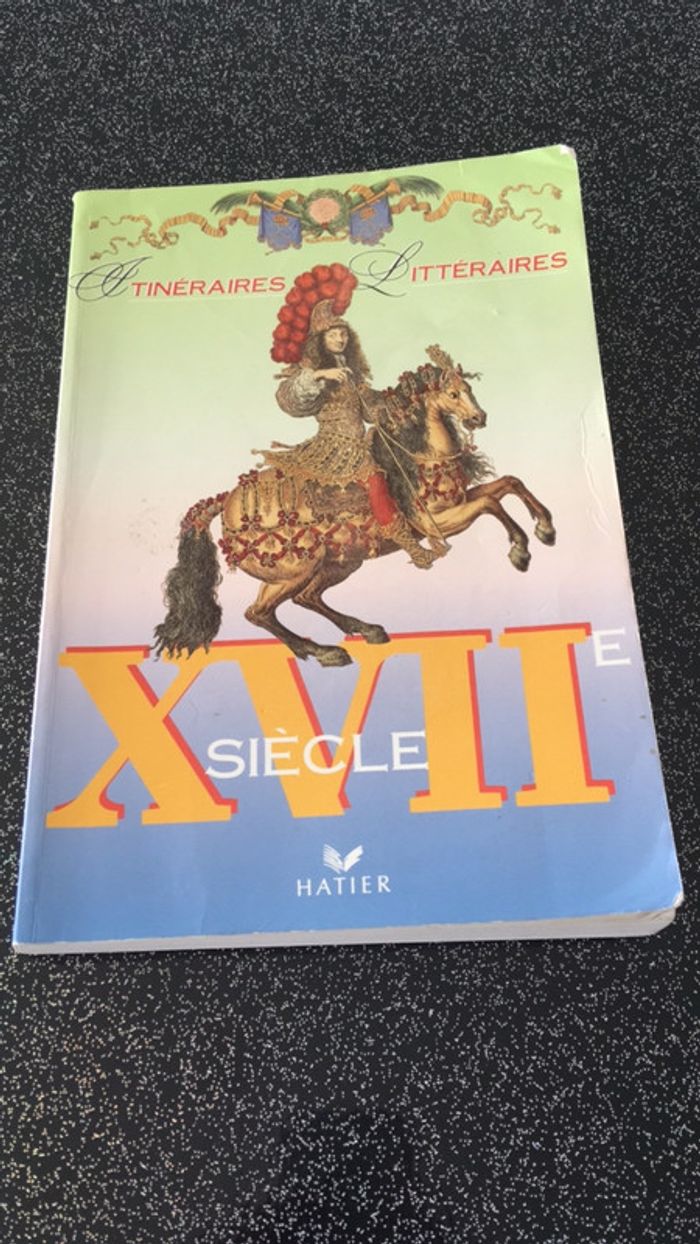 ITINÉRAIRES LITTÉRAIRES
XVIIE
SIÈCLE
HATIER